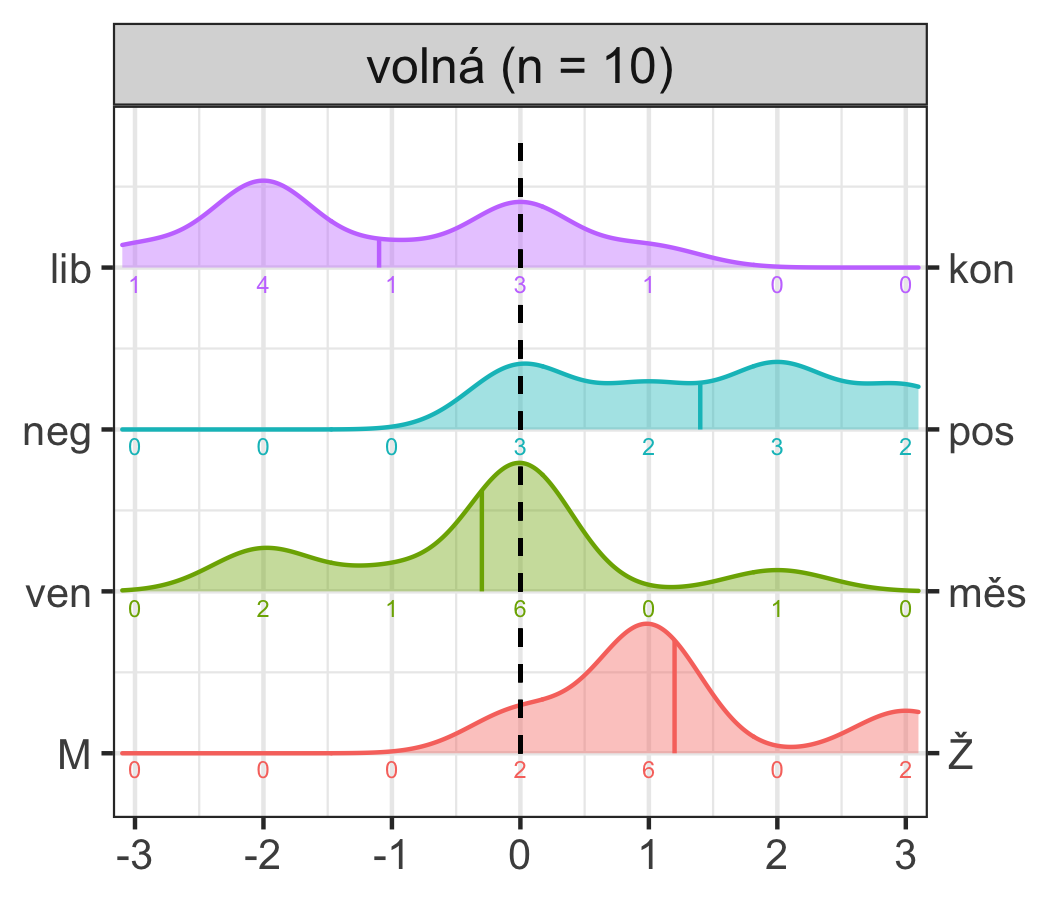 volná (n = 10)
lib kon
1 4 1 3 1 0 0
neg pos
0 0 0 3 2 3 2
ven měs
0 2 1 6 0 1 0
M Ž
0 0 0 2 6 0 2
-3 -2 -1 0 1 2 3